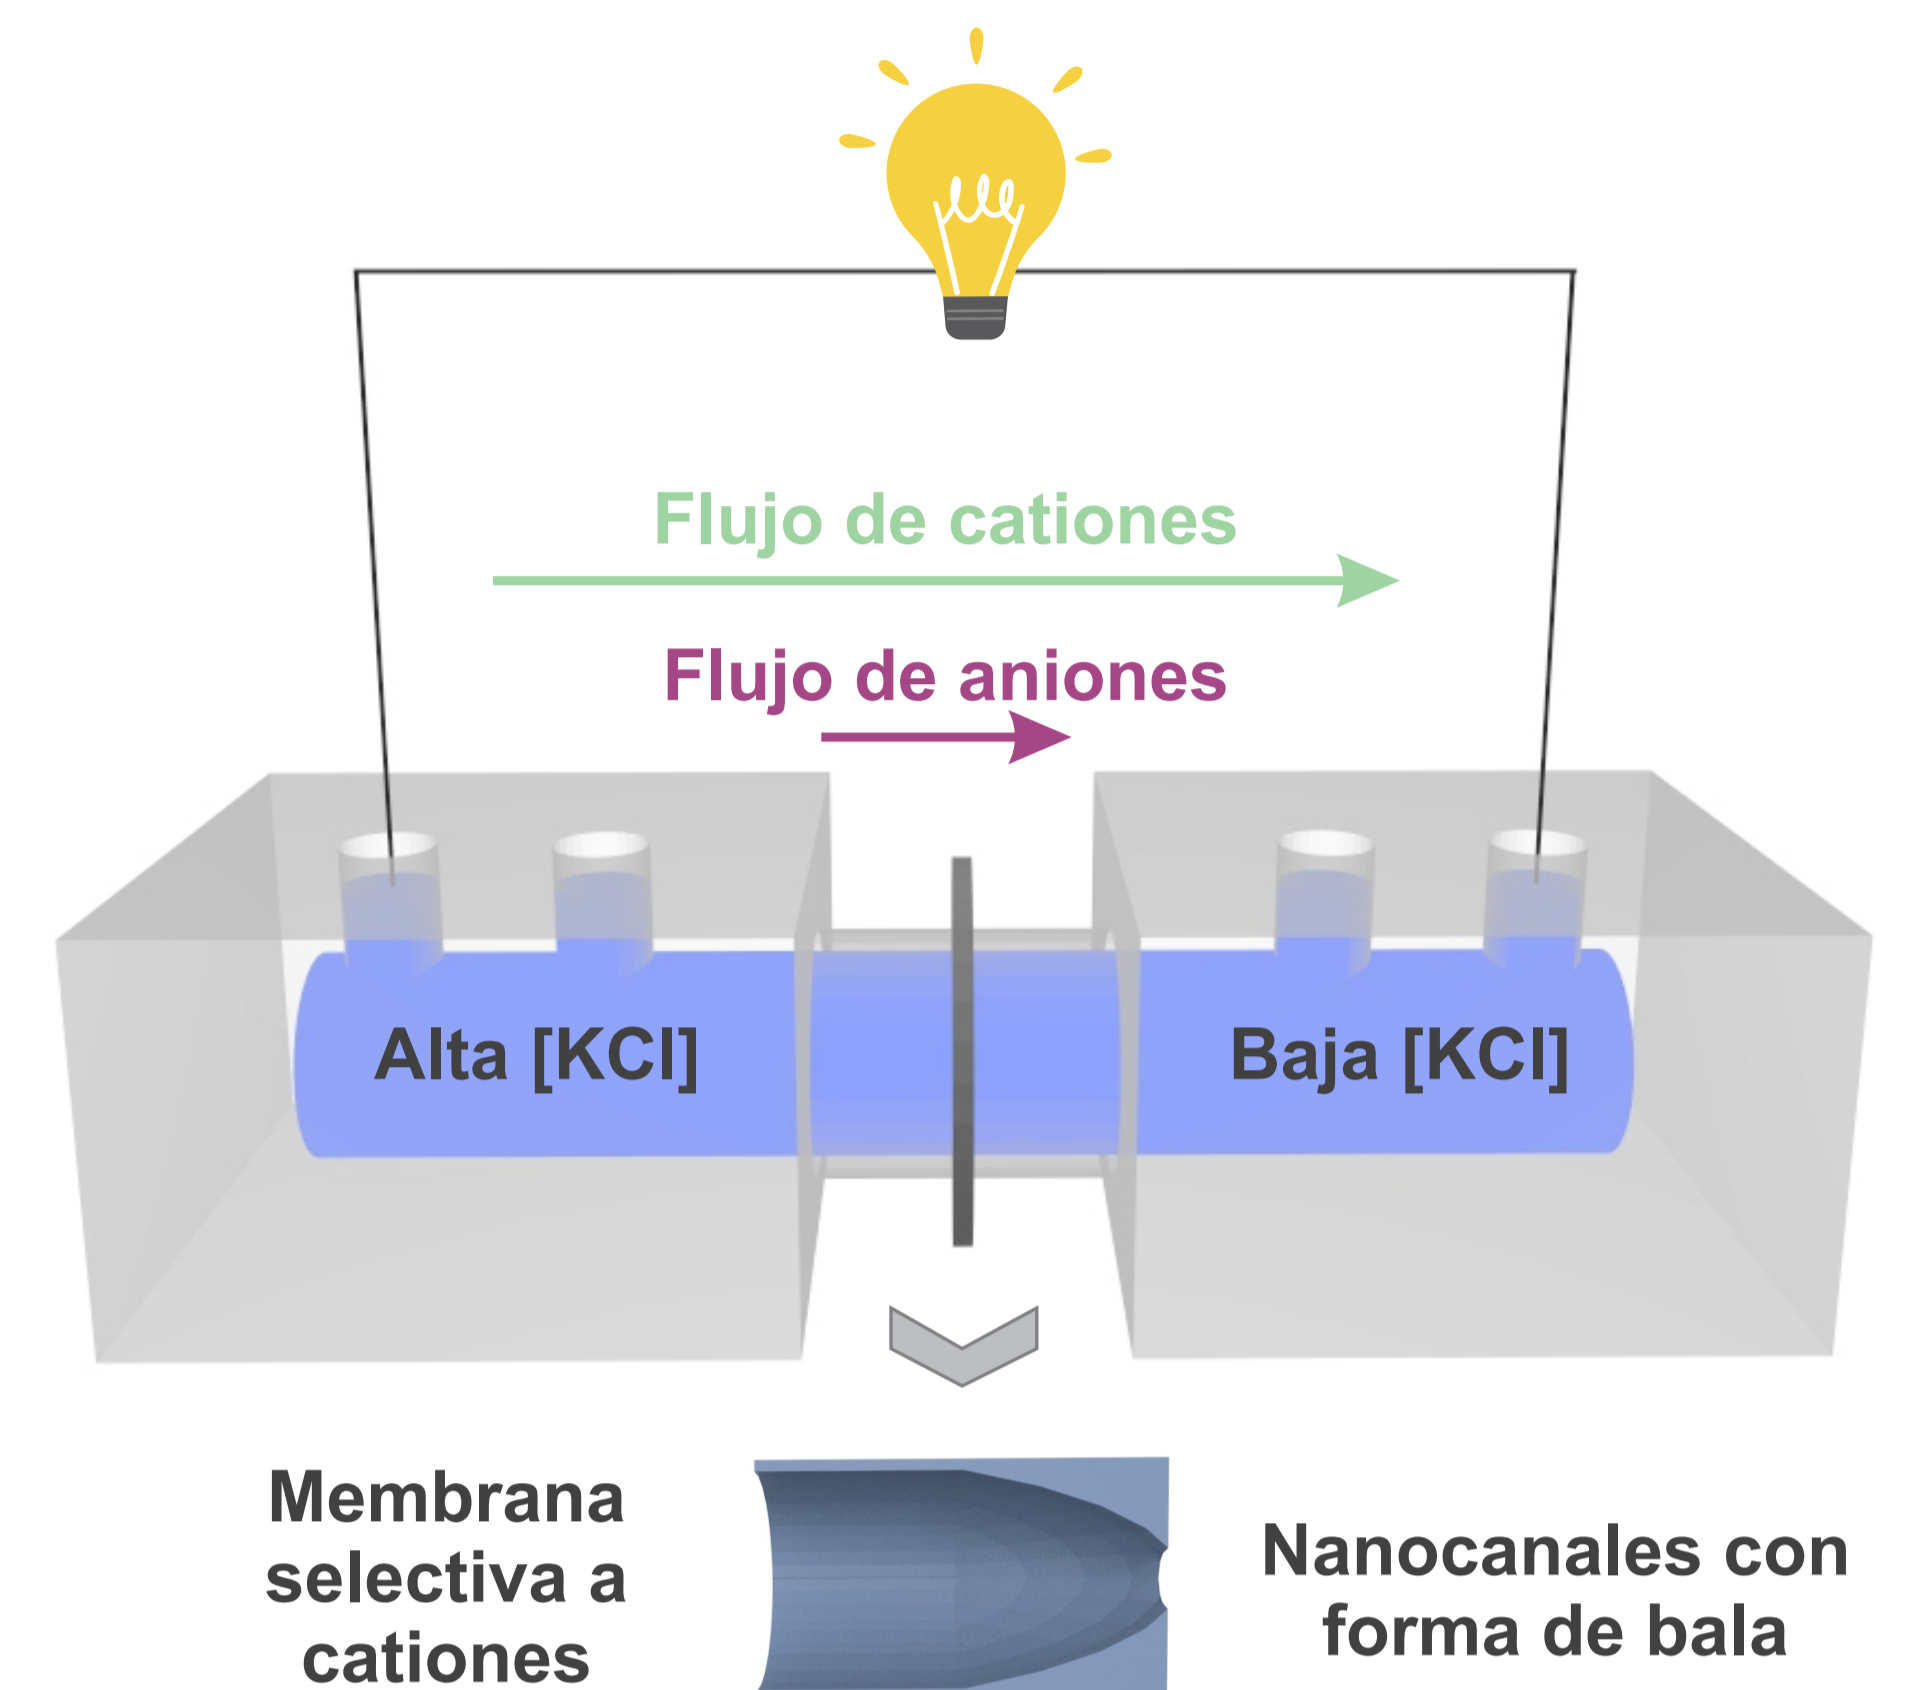 Flujo de cationes
Flujo de aniones
Alta [KCl]
Baja [KCl]
Membrana
selectiva a
cationes
Nanocanales con
forma de bala